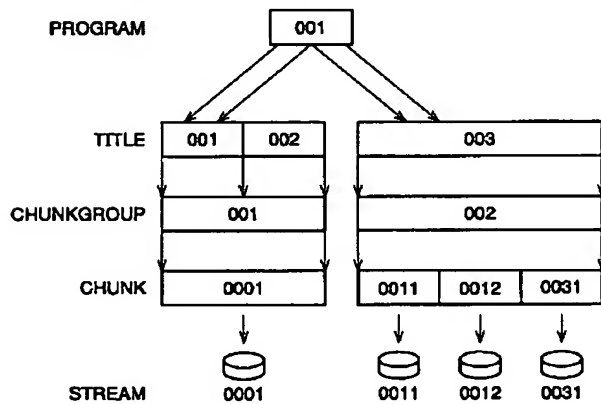 PROGRAM 001
TITLE 001 002 003
CHUNKGROUP 001 002
CHUNK 0001 0011 0012 0031
STREAM 0001 0011 0012 0031